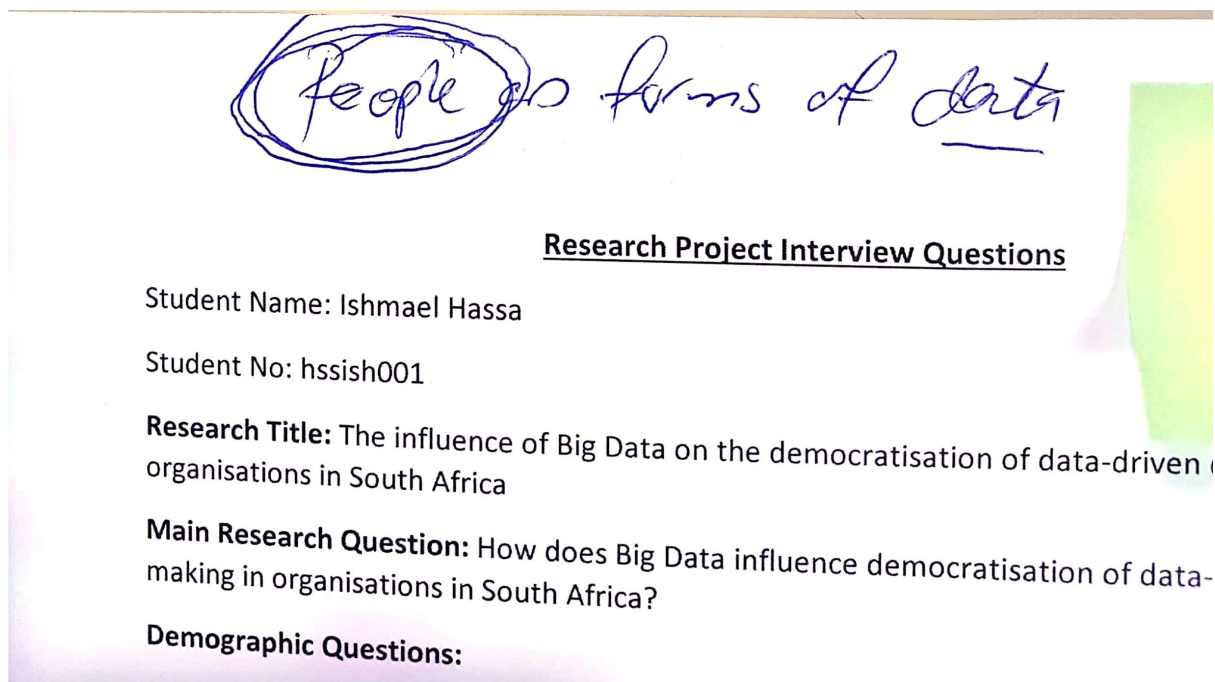 People as forms of data
Research Project Interview Questions
Student Name: Ishmael Hassa
Student No: hssish001
Research Title: The influence of Big Data on the democratisation of data-driven
organisations in South Africa
Main Research Question: How does Big Data influence democratisation of data-
making in organisations in South Africa?
Demographic Questions: